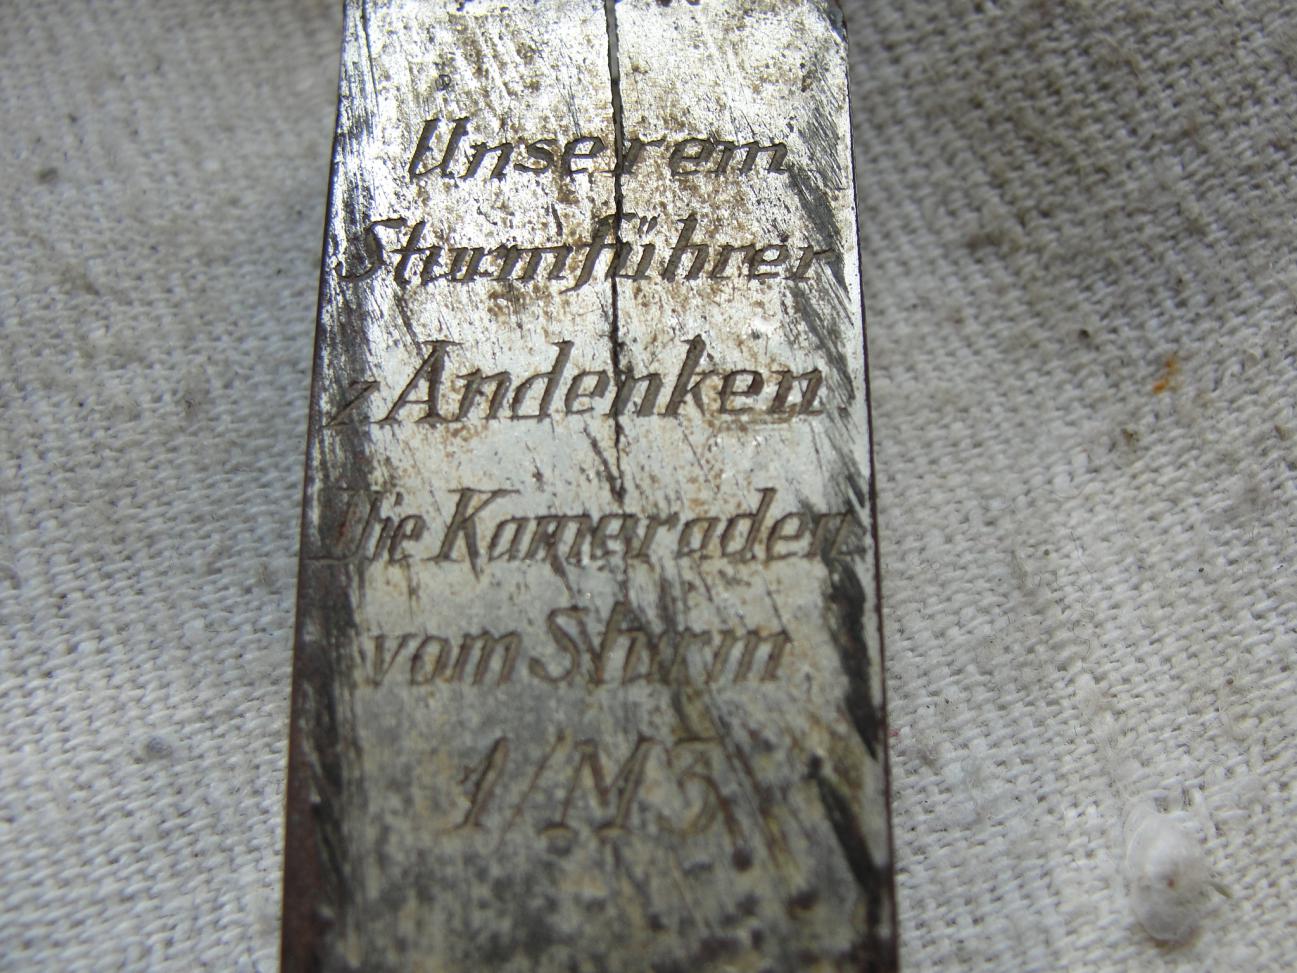 Unserem
Sturmführer
z Andenken
Die Kameraden
vom Sturm
1/M3